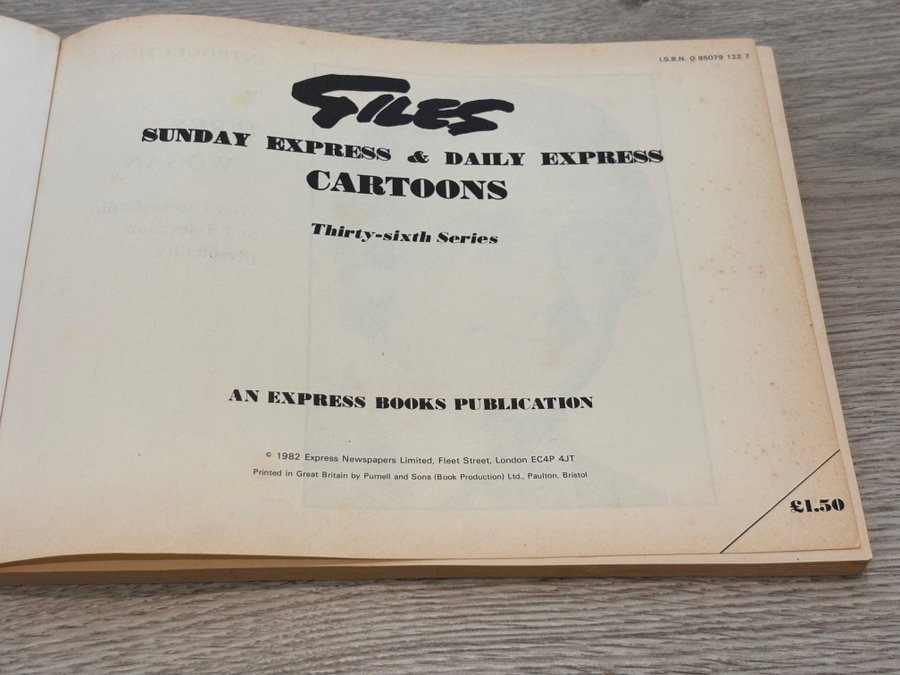 I.S.B.N. 0 85079 122 7
GILES
SUNDAY EXPRESS & DAILY EXPRESS
CARTOONS
Thirty-sixth Series
AN EXPRESS BOOKS PUBLICATION
© 1982 Express Newspapers Limited, Fleet Street, London EC4P 4JT
Printed in Great Britain by Purnell and Sons (Book Production) Ltd., Paulton, Bristol
£1.50